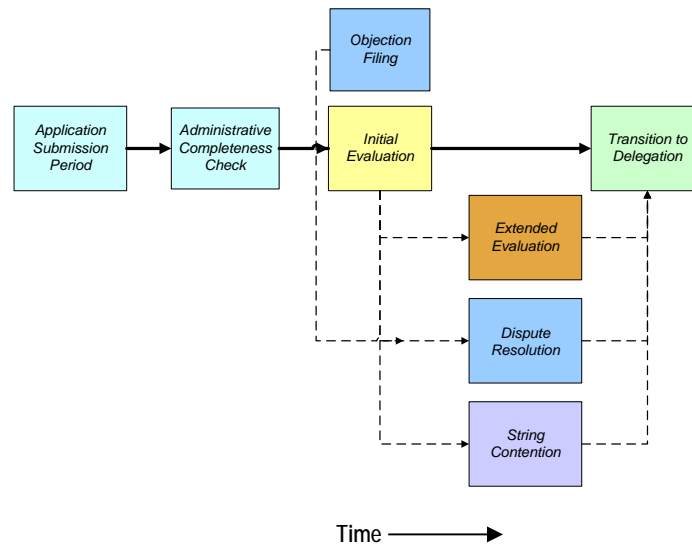 Objection
Filing
Application
Submission
Period
Administrative
Completeness
Check
Initial
Evaluation
Transition to
Delegation
Extended
Evaluation
Dispute
Resolution
String
Contention
Time